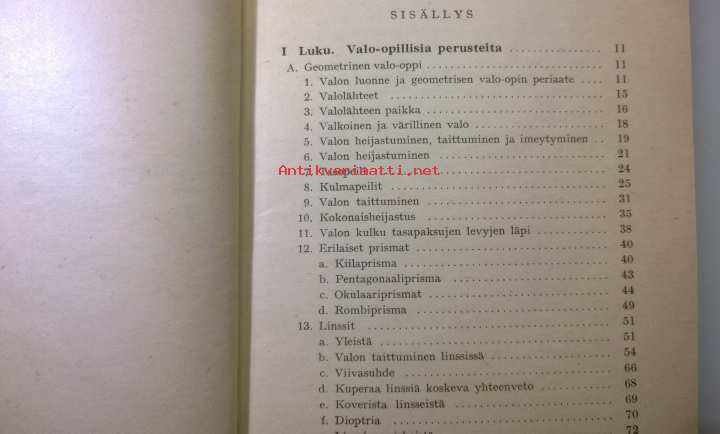 SISÄLLYS
I Luku. Valo-opillisia perusteita 11
A. Geometrinen valo-oppi 11
1. Valon luonne ja geometrisen valo-opin periaate 11
2. Valolähteet 15
3. Valolähteen paikka 16
4. Valkoinen ja värillinen valo 18
5. Valon heijastuminen, taittuminen ja imeytyminen 19
6. Valon heijastuminen 21
7. 24
Antikvariaatti.net
8. Kulmapeilit 25
9. Valon taittuminen 31
10. Kokonaisheijastus 35
11. Valon kulku tasapaksujen levyjen läpi 38
12. Erilaiset prismat 40
a. Kiilaprisma 40
b. Pentagonaaliprisma 43
c. Okulaariprismat 44
d. Rombiprisma 49
13. Linssit 51
a. Yleistä 51
b. Valon taittuminen linssissä 54
c. Viivasuhde 66
d. Kuperaa linssiä koskeva yhteenveto 68
e. Koverista linsseistä 69
f. Dioptria 70
72